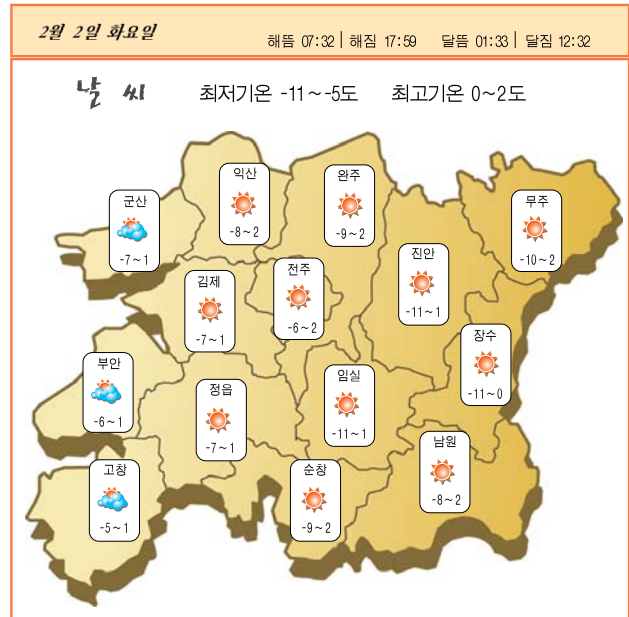 2월 2일 화요일
해뜸 07:32 | 해짐 17:59 달뜸 01:33 | 달짐 12:32
날 씨 최저기온 -11~-5도 최고기온 0~2도
익산
-8~2
완주
-9~2
군산
-7~1
무주
-10~2
진안
-11~1
전주
-6~2
김제
-7~1
장수
-11~0
부안
-6~1
임실
-11~1
정읍
-7~1
남원
-8~2
고창
-5~1
순창
-9~2